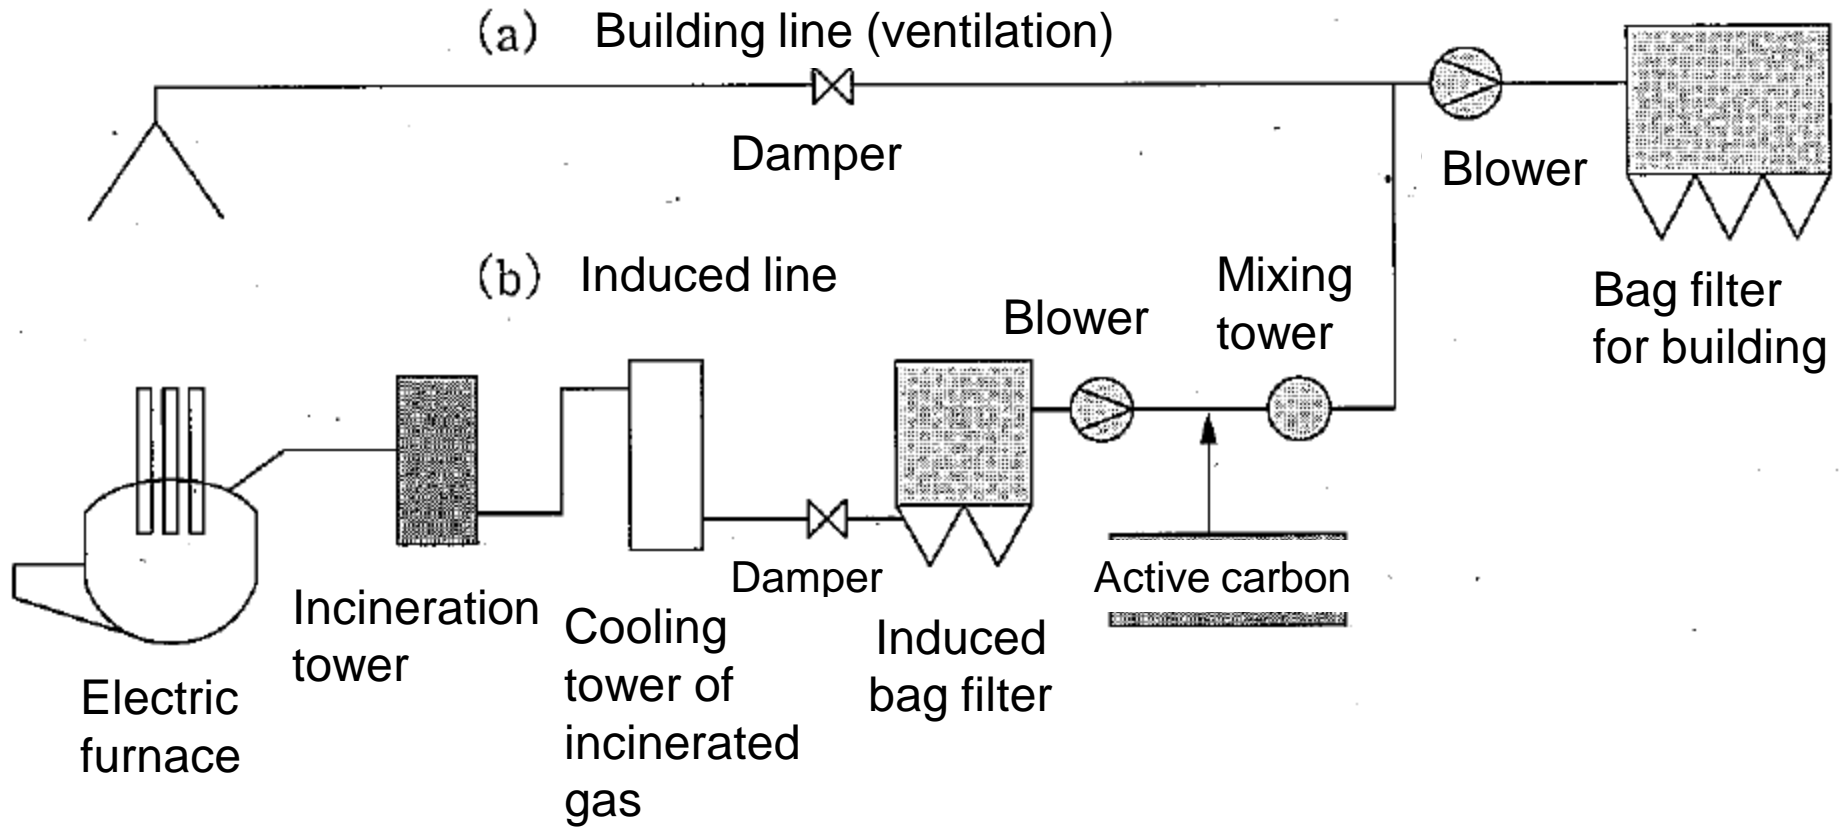 (a) Building line (ventilation)
Damper
Blower
Bag filter
for building
(b) Induced line
Blower
Mixing
tower
Damper
Active carbon
Induced
bag filter
Cooling
tower of
incinerated
gas
Incineration
tower
Electric
furnace